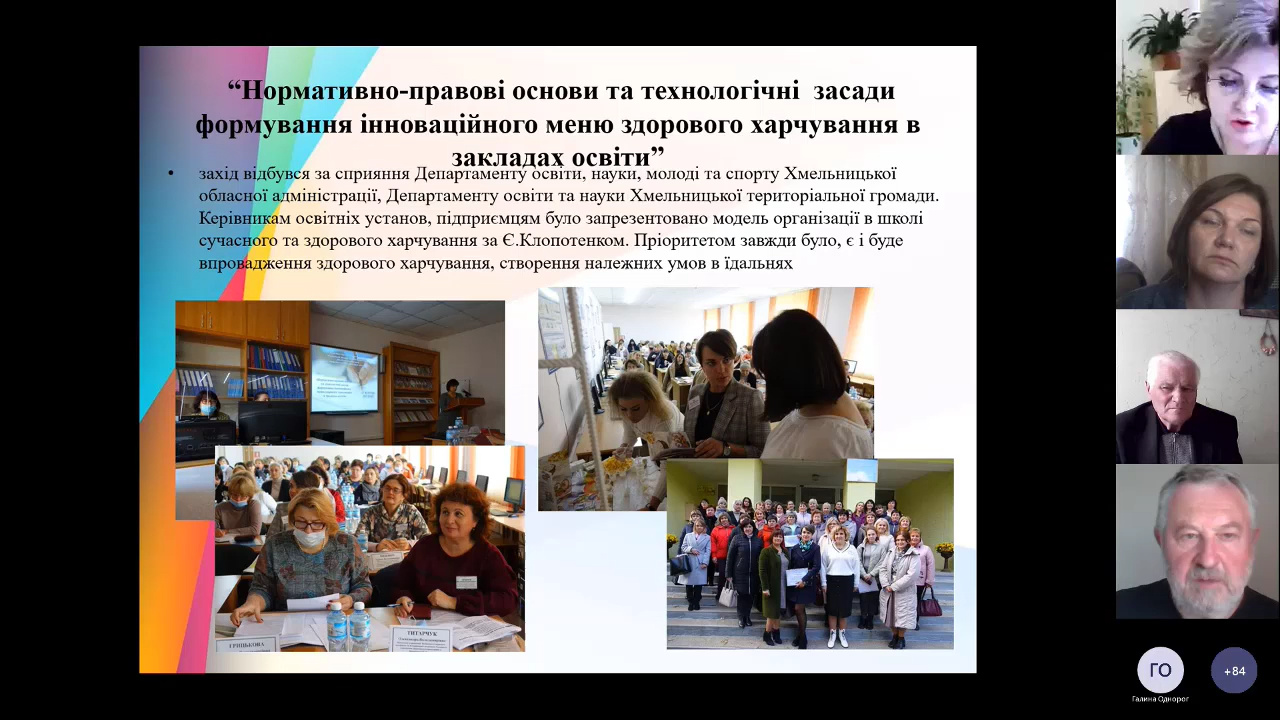 “Нормативно-правові основи та технологічні засади
формування інноваційного меню здорового харчування в
закладах освіти”
• захід відбувся за сприяння Департаменту освіти, науки, молоді та спорту Хмельницької
обласної адміністрації, Департаменту освіти та науки Хмельницької територіальної громади.
Керівникам освітніх установ, підприємцям було запрезентовано модель організації в школі
сучасного та здорового харчування за Є.Клопотенком. Пріоритетом завжди було, є і буде
впровадження здорового харчування, створення належних умов в їдальнях
ГРИЦЬКОВА
ТИТАРЧУК
ГО
+84
Галина Однорог